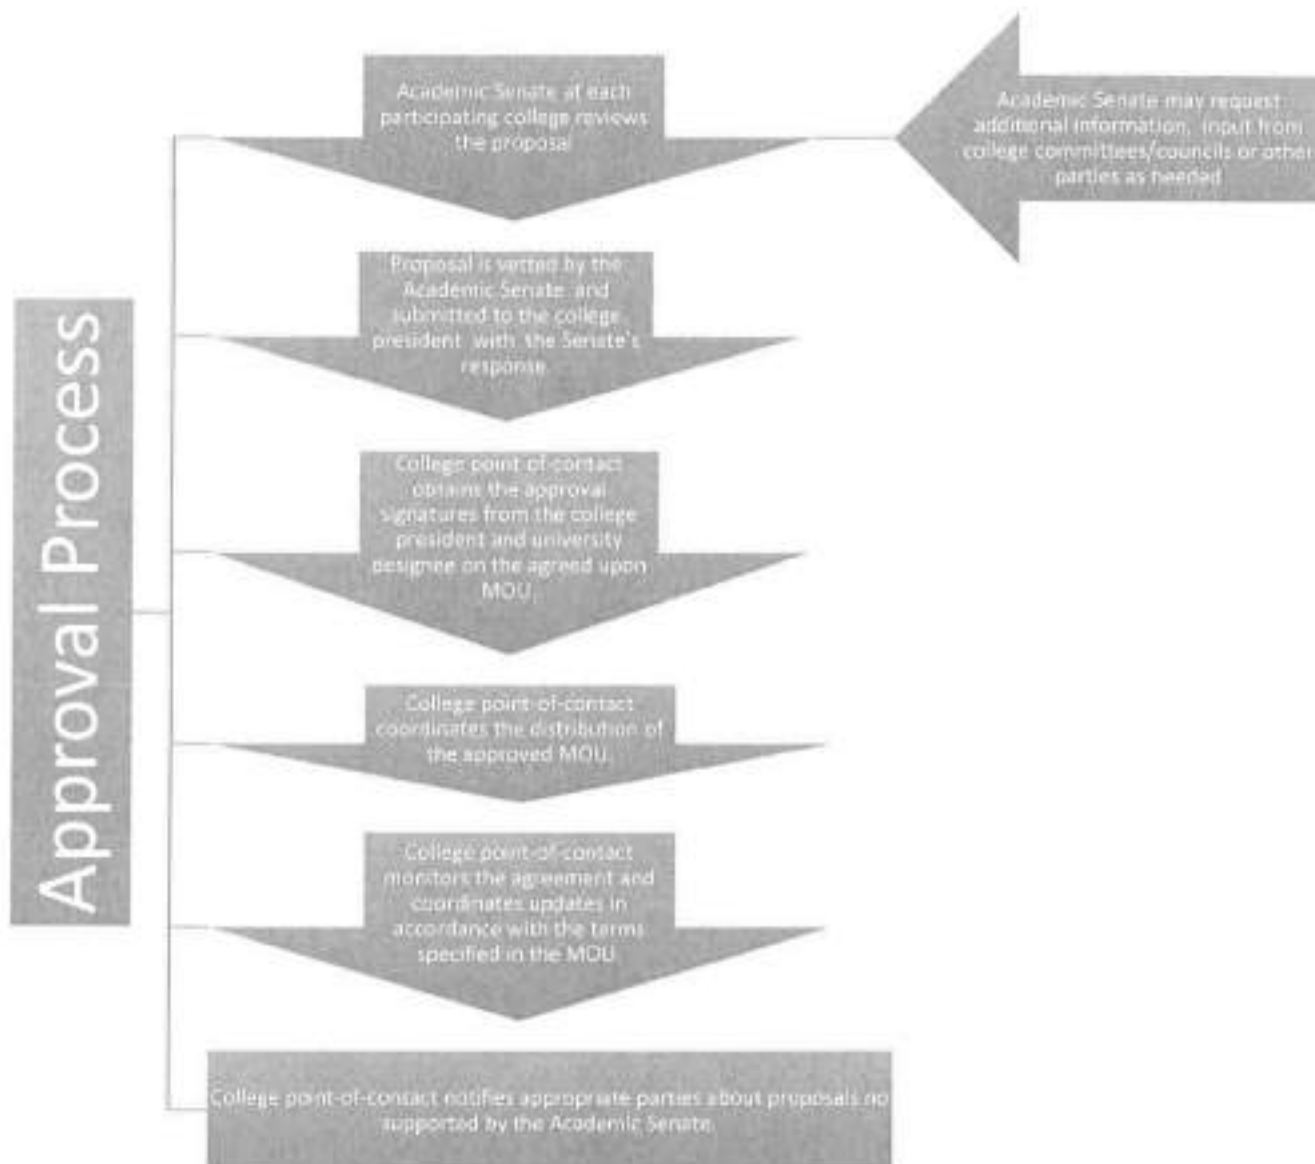 Academic Senate at each
participating college reviews
the proposal
Academic Senate may request
additional information, input from
college committees/councils or other
parties as needed
Proposal is vetted by the
Academic Senate and
submitted to the college
president with the Senate's
response.
Approval Process
College point of-contact
obtains the approval
signatures from the college
president and university
designee on the agreed upon
MOU.
College point-of-contact
coordinates the distribution of
the approved MOU.
College point-of-contact
monitors the agreement and
coordinates updates in
accordance with the terms
specified in the MOU.
College point-of-contact notifies appropriate parties about proposals no
supported by the Academic Senate.